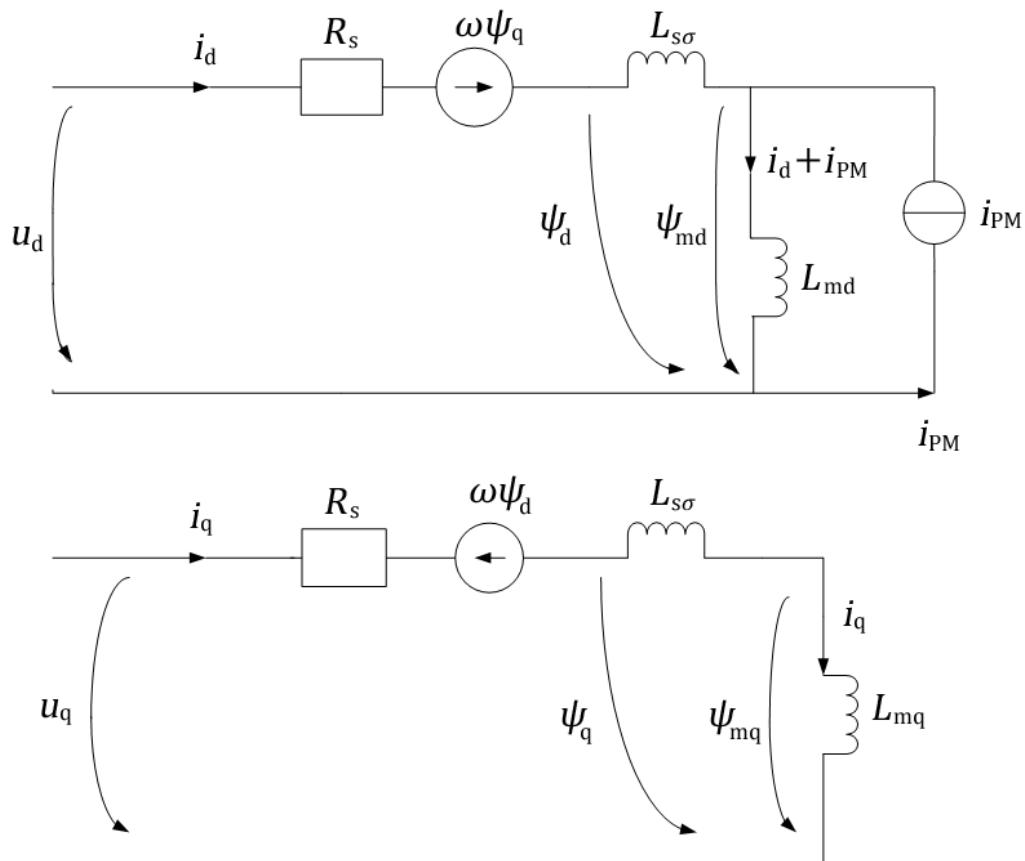 i_d
R_s
ωψ_q
L_sσ
u_d
ψ_d
ψ_md
i_d + i_PM
i_PM
L_md
i_PM
i_q
R_s
ωψ_d
L_sσ
u_q
ψ_q
ψ_mq
i_q
L_mq